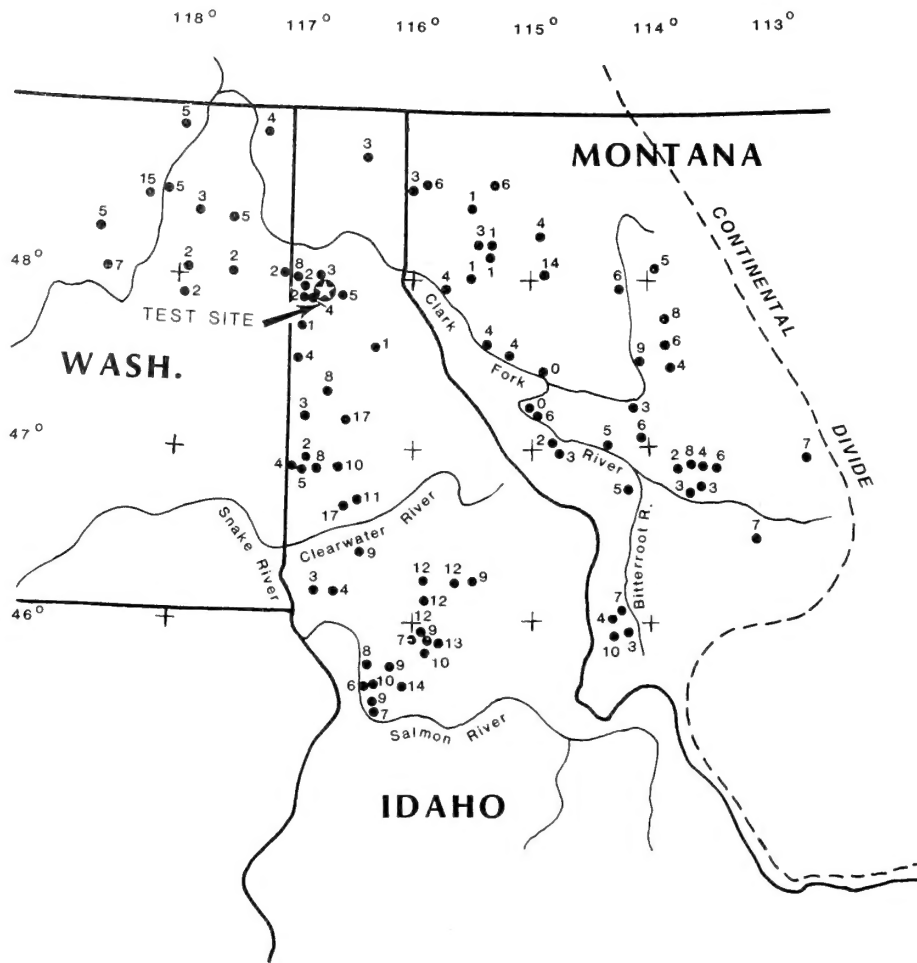 118° 117° 116° 115° 114° 113°
5 4
3
MONTANA
15 5 3 6 6
3 1
5 5
CONTINENTAL
3 1 4
48°
7 2 2 2 8 3 14 6 5
2 2 4 5 4
TEST SITE
1 8
Clark
WASH.
4 1 4 4 6
9 4
Fork
8 0
3 17 0 3
6
47°
2 5 6
DIVIDE
2 3 River 2 8 4 6 7
4 5 8 10
5 3 3
17 11
Snake River
Clearwater River
7
9
Bitterroot R.
3 4 12 12 9
12
46°
7
4
12 9
7 9 13 10 3
10
8 9
6 10 14
9
7
Salmon River
IDAHO